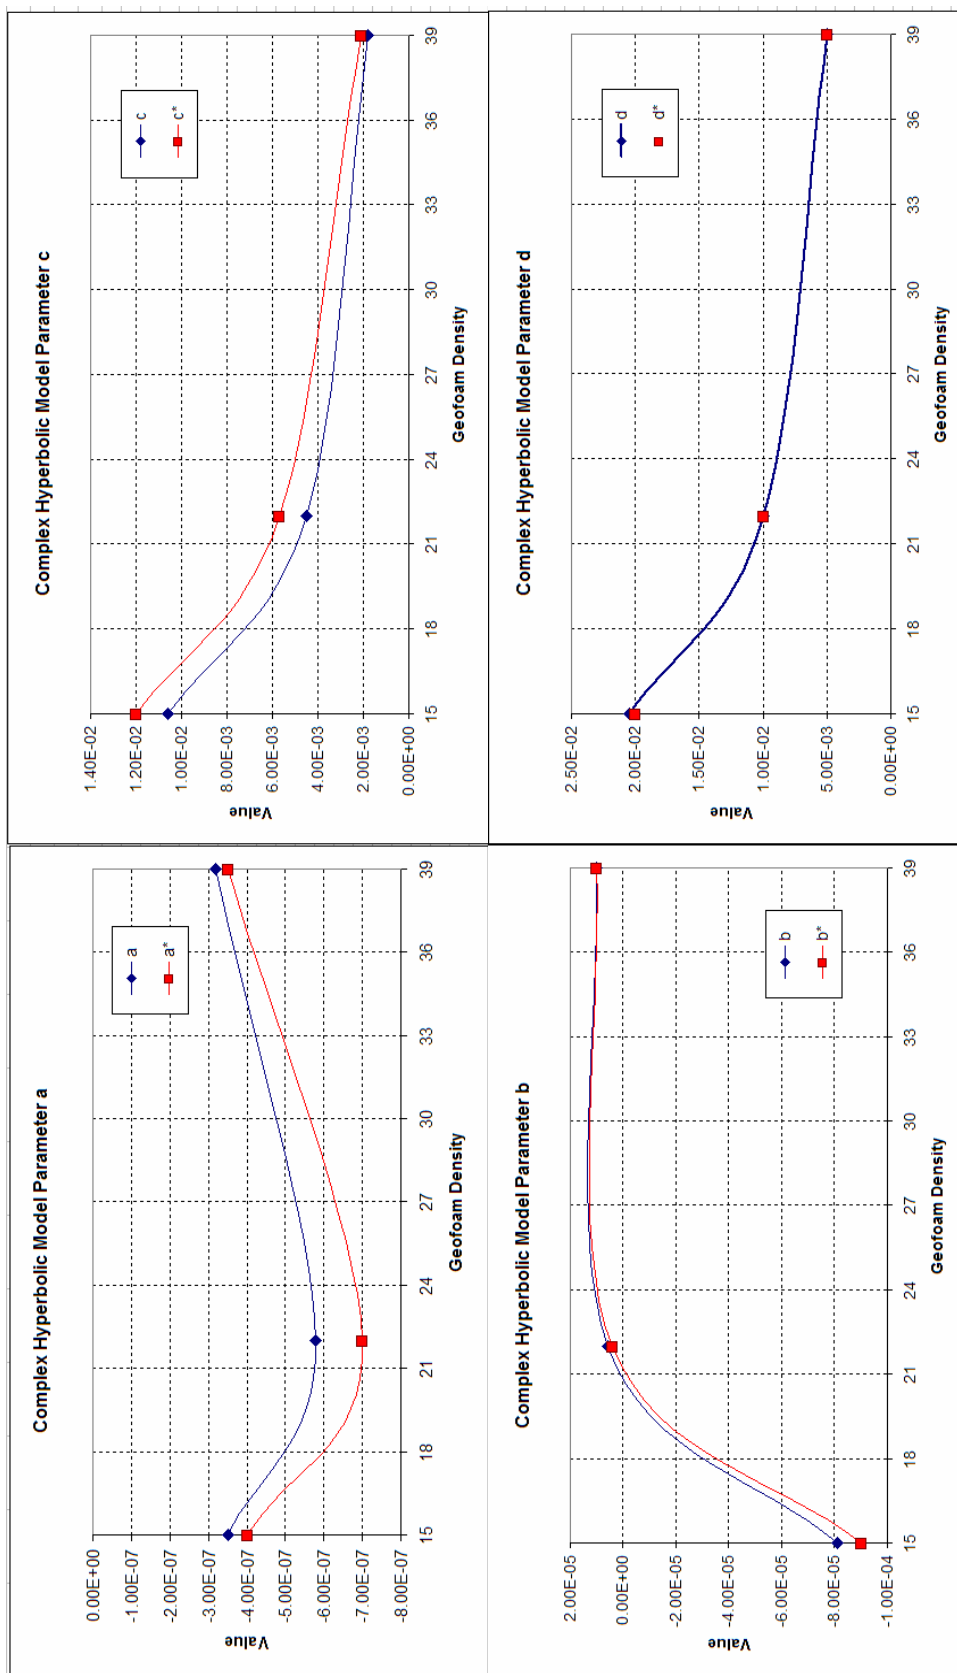 Complex Hyperbolic Model Parameter a
0.00E+00
-1.00E-07
-2.00E-07
-3.00E-07
-4.00E-07
-5.00E-07
-6.00E-07
-7.00E-07
-8.00E-07
Value
15 18 21 24 27 30 33 36 39
Geofoam Density
a
a*
Complex Hyperbolic Model Parameter c
1.40E-02
1.20E-02
1.00E-02
8.00E-03
6.00E-03
4.00E-03
2.00E-03
0.00E+00
Value
15 18 21 24 27 30 33 36 39
Geofoam Density
c
c*
Complex Hyperbolic Model Parameter b
2.00E-05
0.00E+00
-2.00E-05
-4.00E-05
-6.00E-05
-8.00E-05
-1.00E-04
Value
15 18 21 24 27 30 33 36 39
Geofoam Density
b
b*
Complex Hyperbolic Model Parameter d
2.50E-02
2.00E-02
1.50E-02
1.00E-02
5.00E-03
0.00E+00
Value
15 18 21 24 27 30 33 36 39
Geofoam Density
d
d*